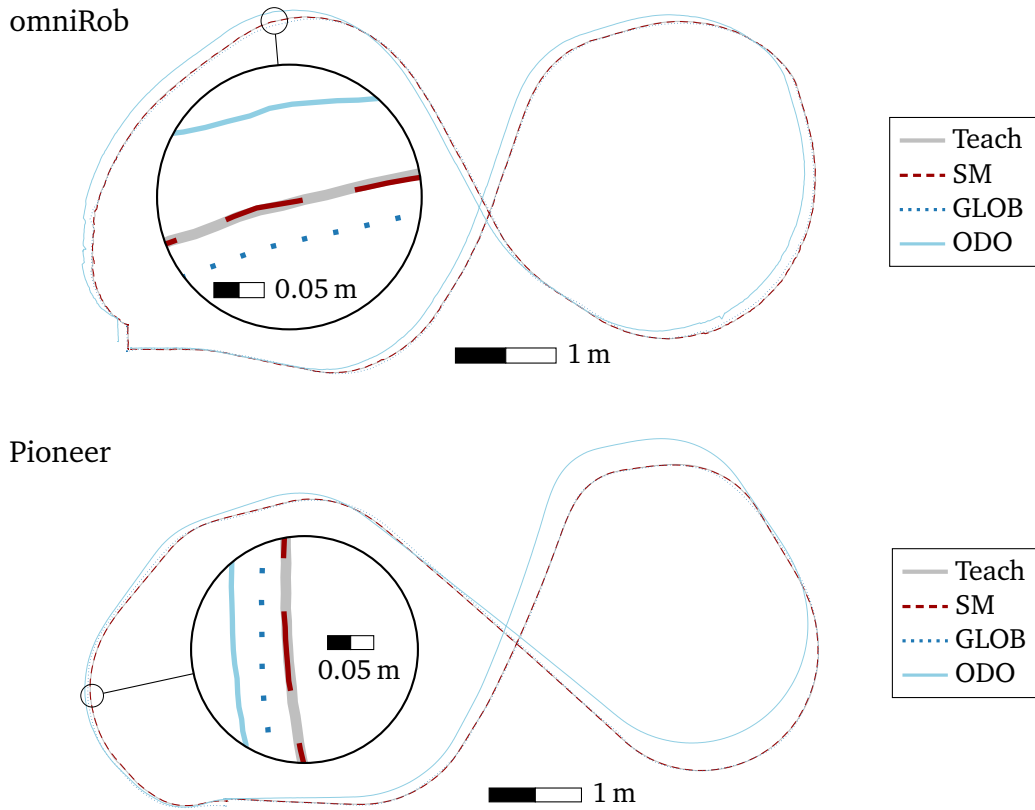 omniRob
0.05 m
1 m
Teach
SM
GLOB
ODO
Pioneer
0.05 m
1 m
Teach
SM
GLOB
ODO